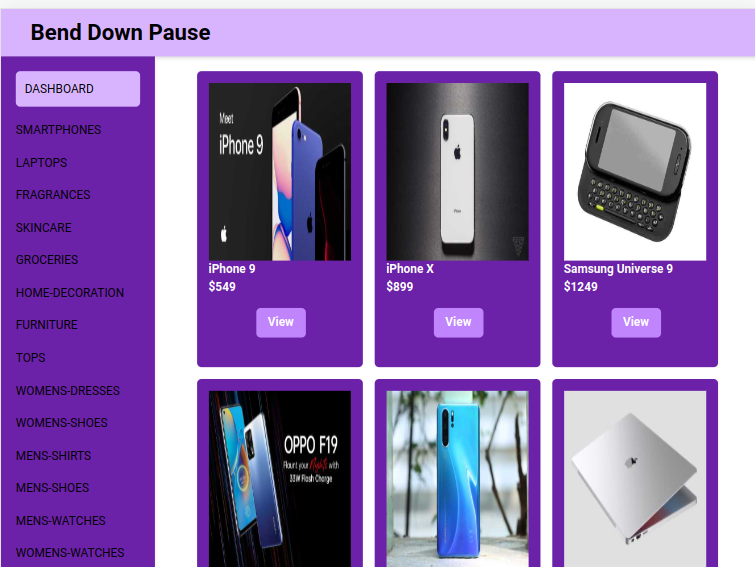 Bend Down Pause
DASHBOARD
SMARTPHONES
LAPTOPS
FRAGRANCES
SKINCARE
GROCERIES
HOME-DECORATION
FURNITURE
TOPS
WOMENS-DRESSES
WOMENS-SHOES
MENS-SHIRTS
MENS-SHOES
MENS-WATCHES
WOMENS-WATCHES
Meet
iPhone 9
iPhone 9
$549
View
iPhone X
$899
View
Samsung Universe 9
$1249
View
OPPO F19
Flaunt your Nights with
33W Flash Charge